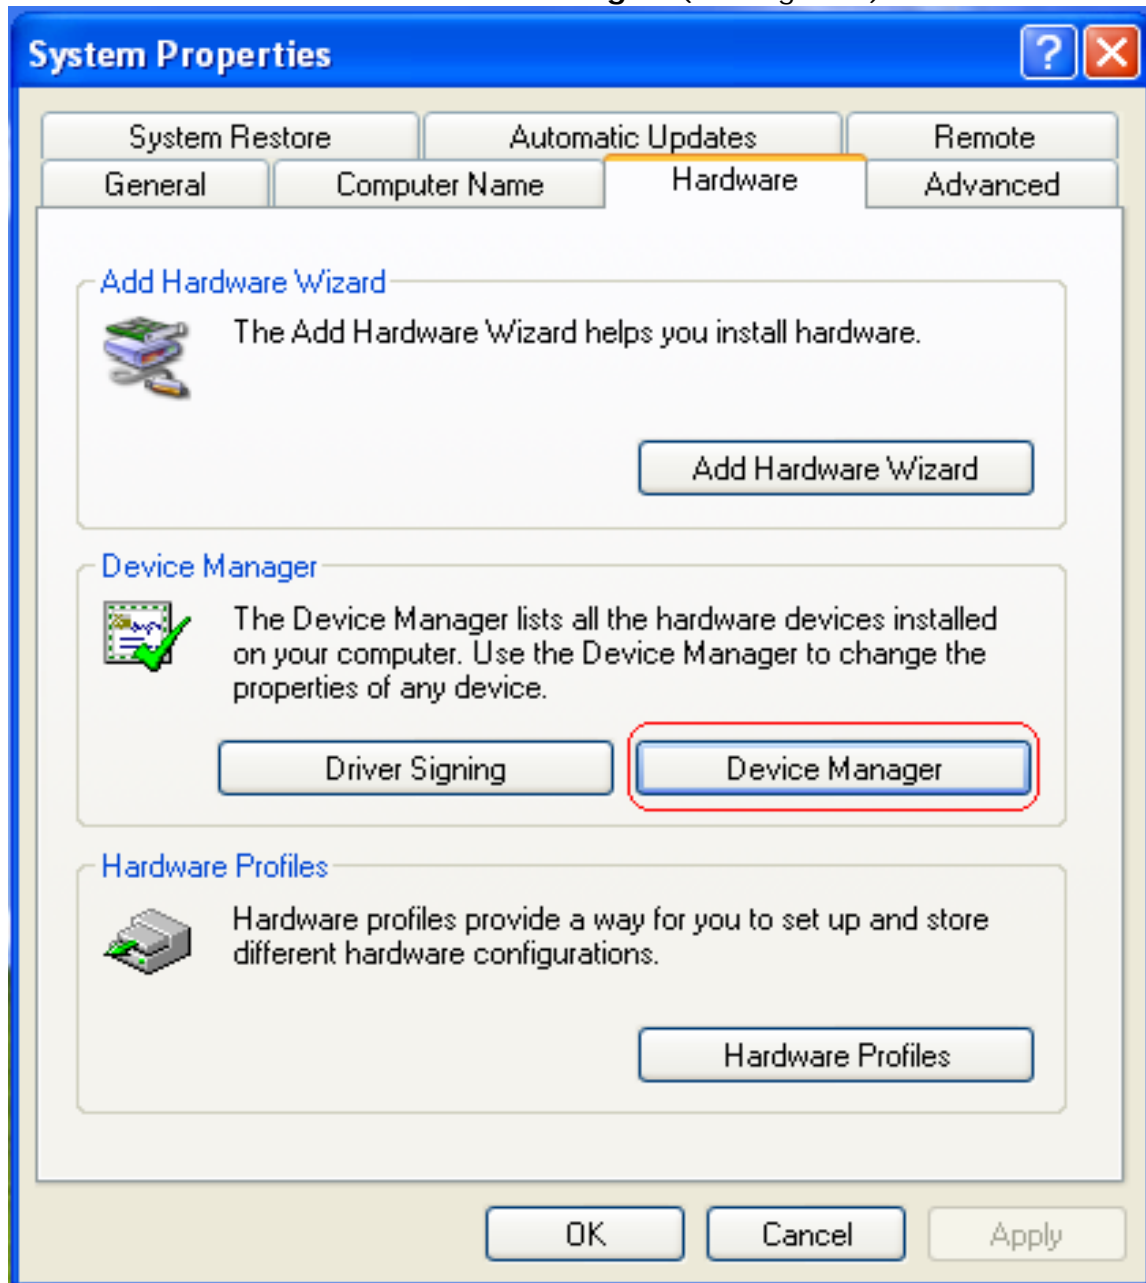 System Properties
System Restore
Automatic Updates
Remote
General
Computer Name
Hardware
Advanced
Add Hardware Wizard
The Add Hardware Wizard helps you install hardware.
Add Hardware Wizard
Device Manager
The Device Manager lists all the hardware devices installed
on your computer. Use the Device Manager to change the
properties of any device.
Driver Signing
Device Manager
Hardware Profiles
Hardware profiles provide a way for you to set up and store
different hardware configurations.
Hardware Profiles
OK
Cancel
Apply